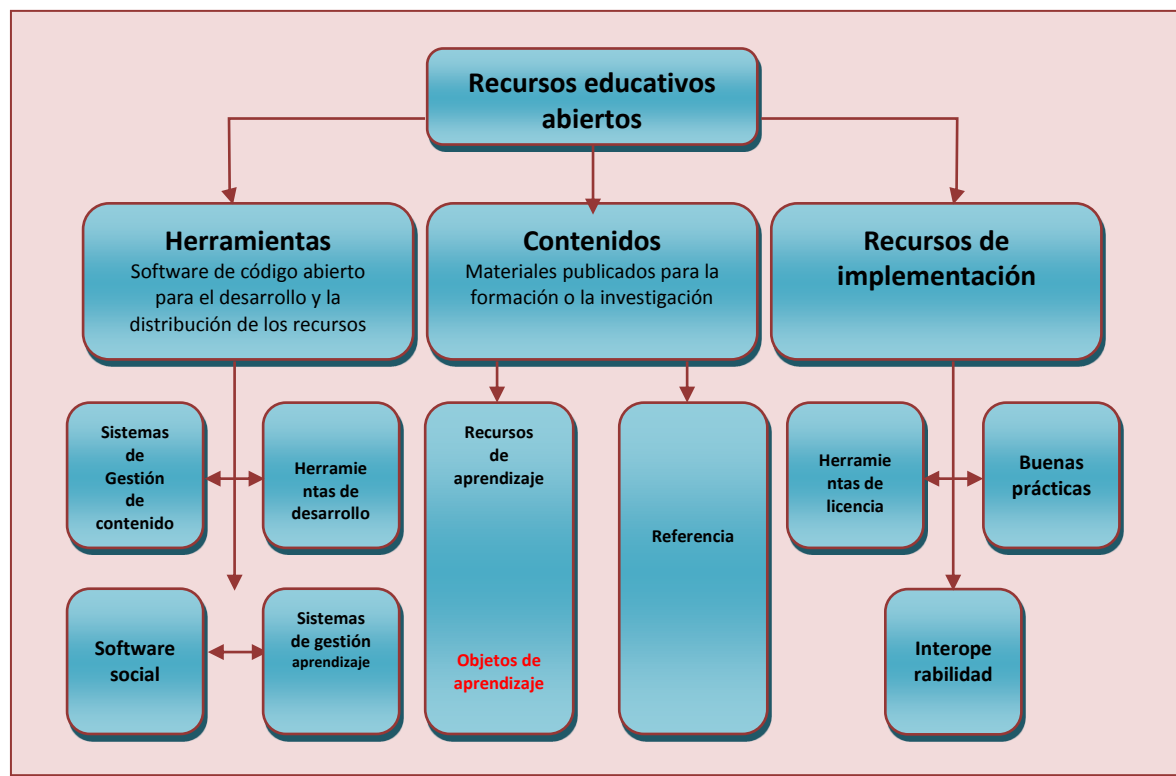 Recursos educativos
abiertos
Herramientas
Software de código abierto
para el desarrollo y la
distribución de los recursos
Contenidos
Materiales publicados para la
formación o la investigación
Recursos de
implementación
Sistemas
de
Gestión
de
contenido
Herramie
ntas de
desarrollo
Recursos
de
aprendizaje
Objetos de
aprendizaje
Referencia
Herramie
ntas de
licencia
Buenas
prácticas
Software
social
Sistemas
de gestión
aprendizaje
Interope
rabilidad